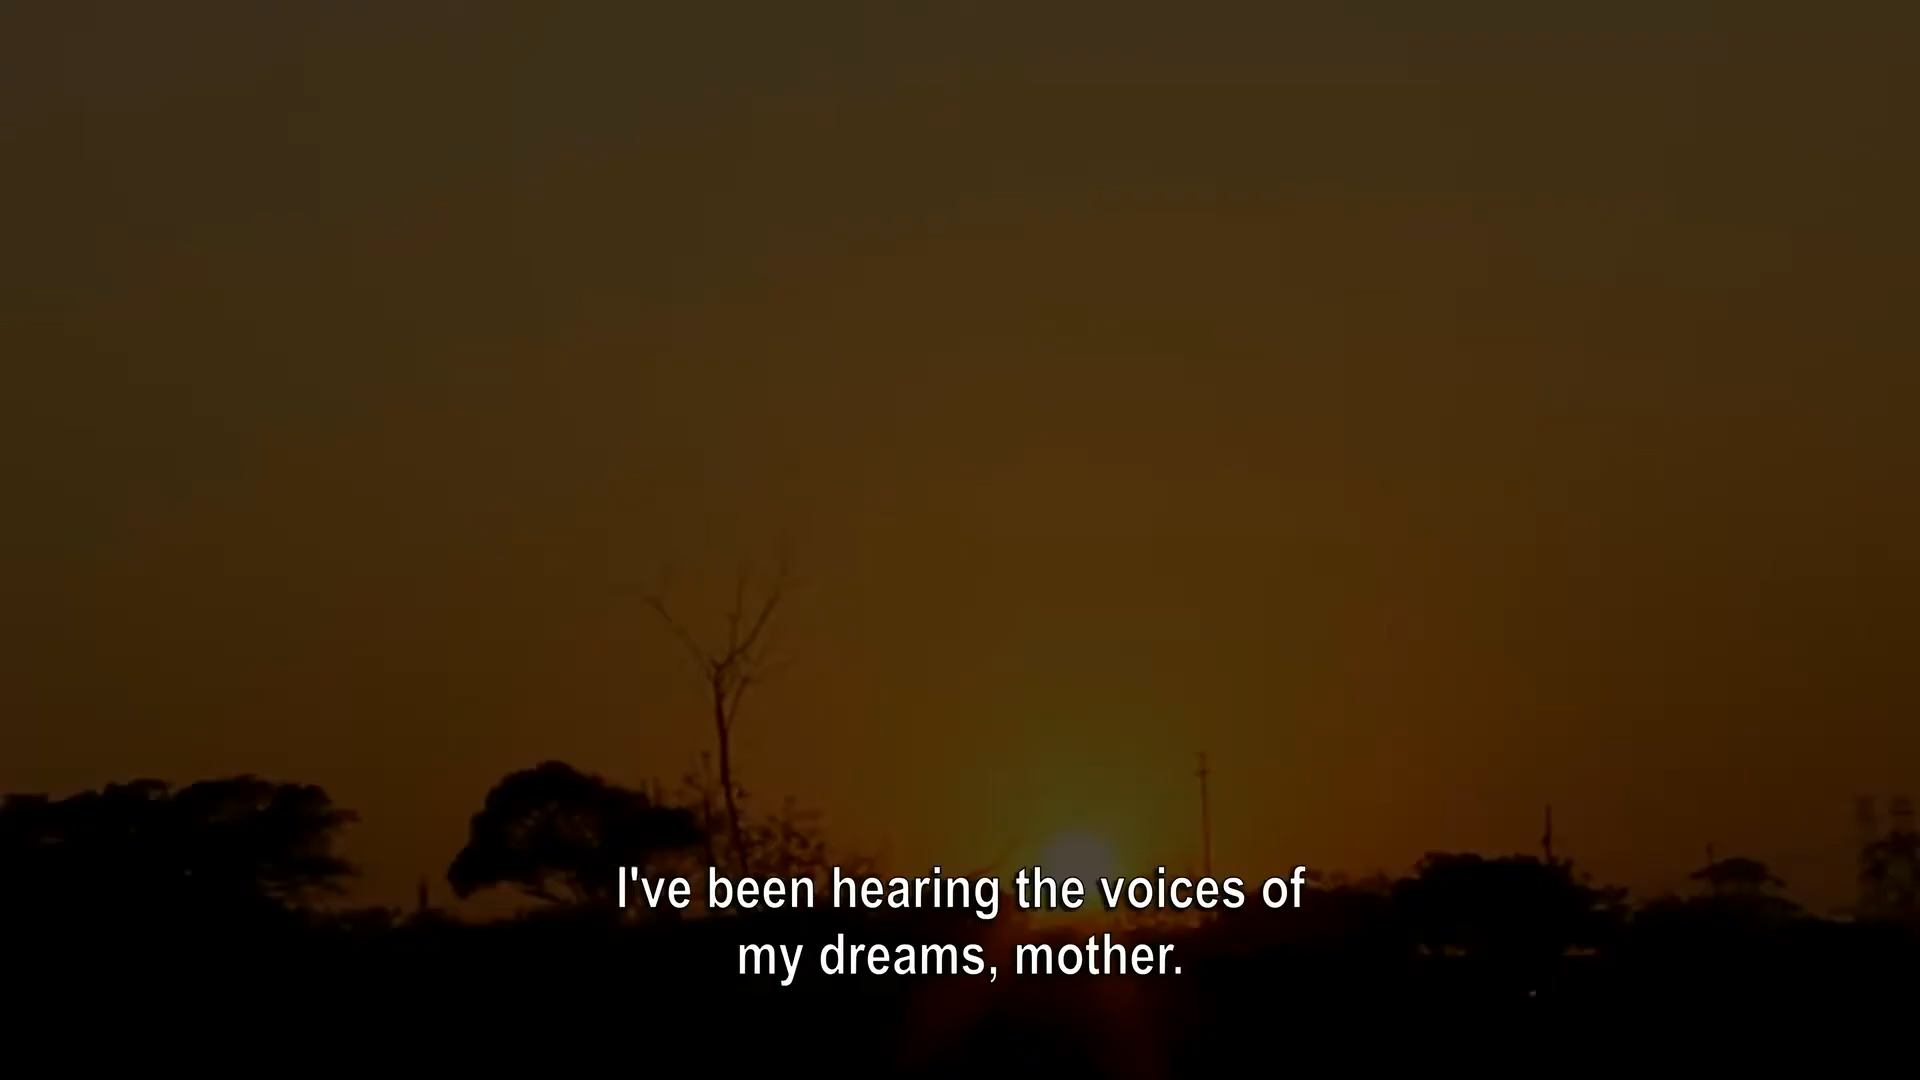 I've been hearing the voices of
my dreams, mother.